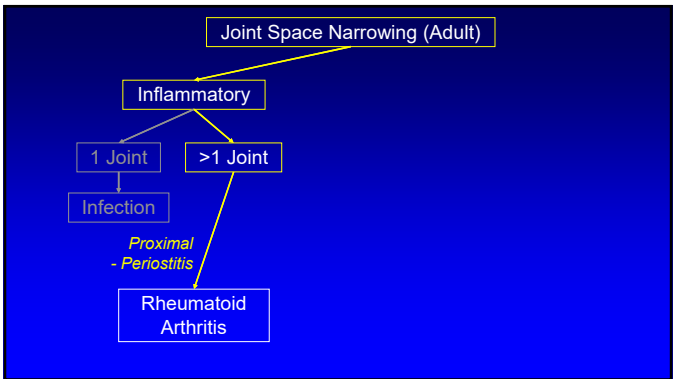 Joint Space Narrowing (Adult)
Inflammatory
1 Joint
>1 Joint
Infection
Proximal
- Periostitis
Rheumatoid
Arthritis